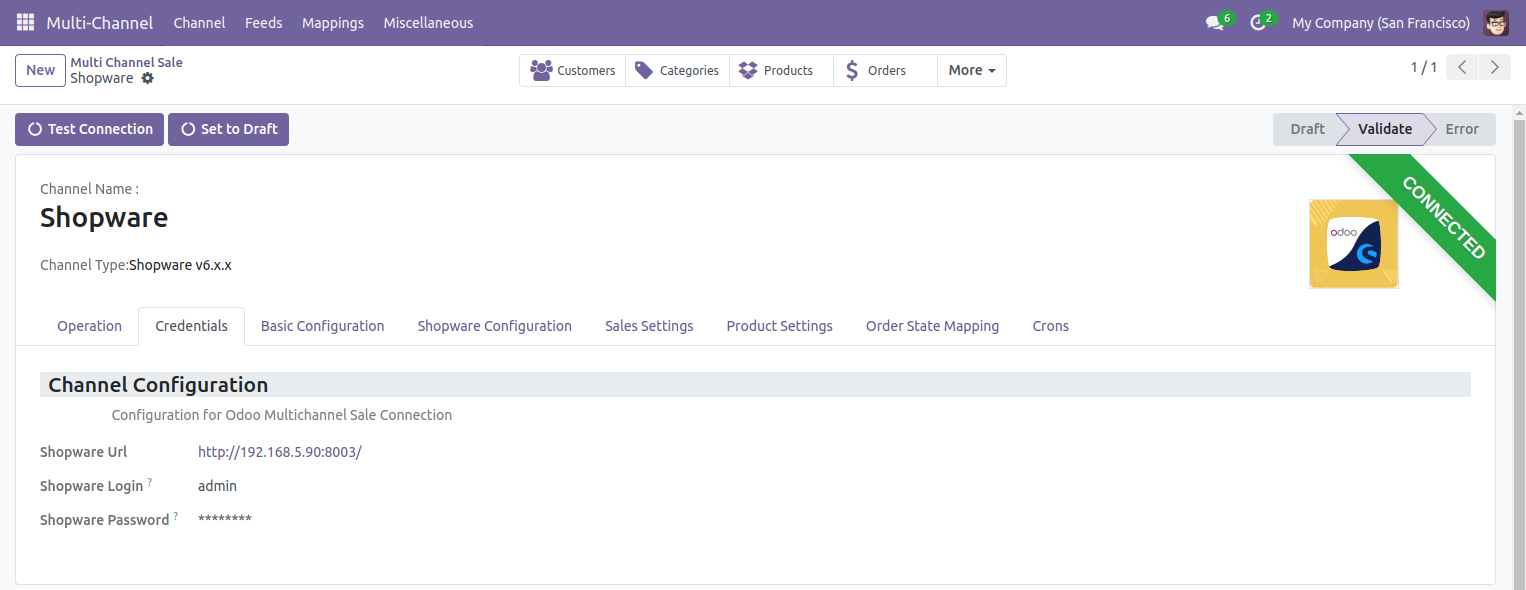 Multi-Channel Channel Feeds Mappings Miscellaneous 6 2 My Company (San Francisco)
New Multi Channel Sale
Shopware
Customers Categories Products Orders More 1 / 1
Test Connection Set to Draft Draft Validate Error
CONNECTED
Channel Name :
Shopware
odoo
Channel Type:Shopware v6.x.x
Operation Credentials Basic Configuration Shopware Configuration Sales Settings Product Settings Order State Mapping Crons
Channel Configuration
Configuration for Odoo Multichannel Sale Connection
Shopware Url http://192.168.5.90:8003/
Shopware Login ? admin
Shopware Password ? ********